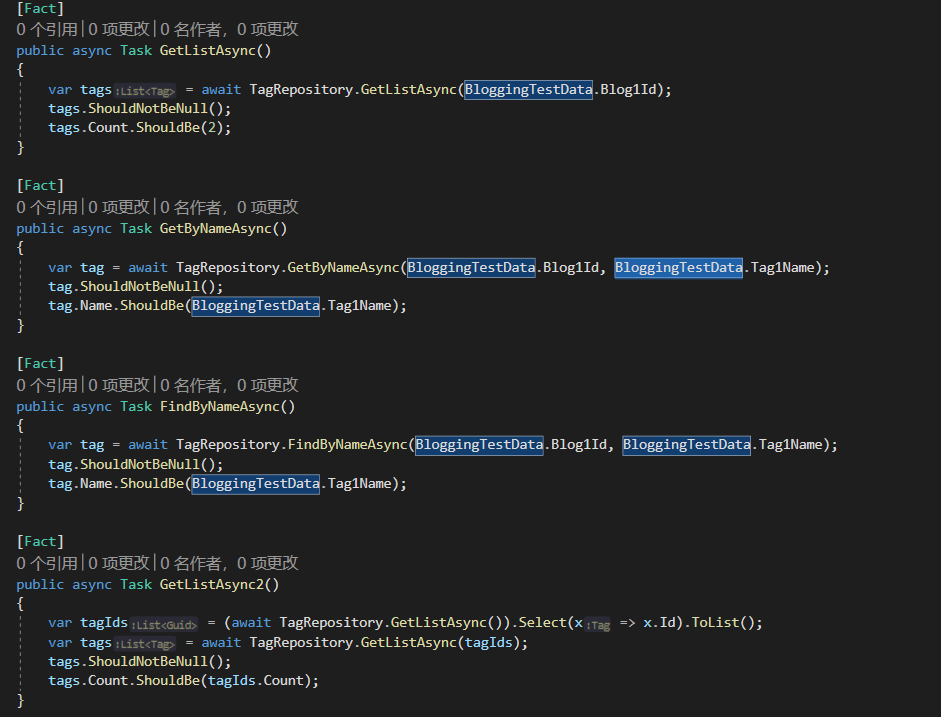 [Fact]
0 个引用|0 项更改|0 名作者，0 项更改
public async Task GetListAsync()
{
var tags:List<Tag> = await TagRepository.GetListAsync(BloggingTestData.Blog1Id);
tags.ShouldNotBeNull();
tags.Count.ShouldBe(2);
}
[Fact]
0 个引用|0 项更改|0 名作者，0 项更改
public async Task GetByNameAsync()
{
var tag = await TagRepository.GetByNameAsync(BloggingTestData.Blog1Id, BloggingTestData.Tag1Name);
tag.ShouldNotBeNull();
tag.Name.ShouldBe(BloggingTestData.Tag1Name);
}
[Fact]
0 个引用|0 项更改|0 名作者，0 项更改
public async Task FindByNameAsync()
{
var tag = await TagRepository.FindByNameAsync(BloggingTestData.Blog1Id, BloggingTestData.Tag1Name);
tag.ShouldNotBeNull();
tag.Name.ShouldBe(BloggingTestData.Tag1Name);
}
[Fact]
0 个引用|0 项更改|0 名作者，0 项更改
public async Task GetListAsync2()
{
var tagIds:List<Guid> = (await TagRepository.GetListAsync()).Select(x:Tag => x.Id).ToList();
var tags:List<Tag> = await TagRepository.GetListAsync(tagIds);
tags.ShouldNotBeNull();
tags.Count.ShouldBe(tagIds.Count);
}